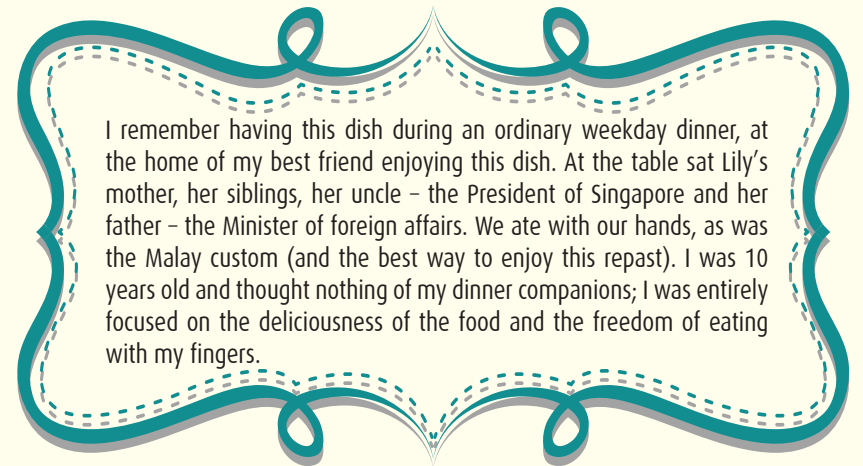 I remember having this dish during an ordinary weekday dinner, at
the home of my best friend enjoying this dish. At the table sat Lily’s
mother, her siblings, her uncle – the President of Singapore and her
father – the Minister of foreign affairs. We ate with our hands, as was
the Malay custom (and the best way to enjoy this repast). I was 10
years old and thought nothing of my dinner companions; I was entirely
focused on the deliciousness of the food and the freedom of eating
with my fingers.